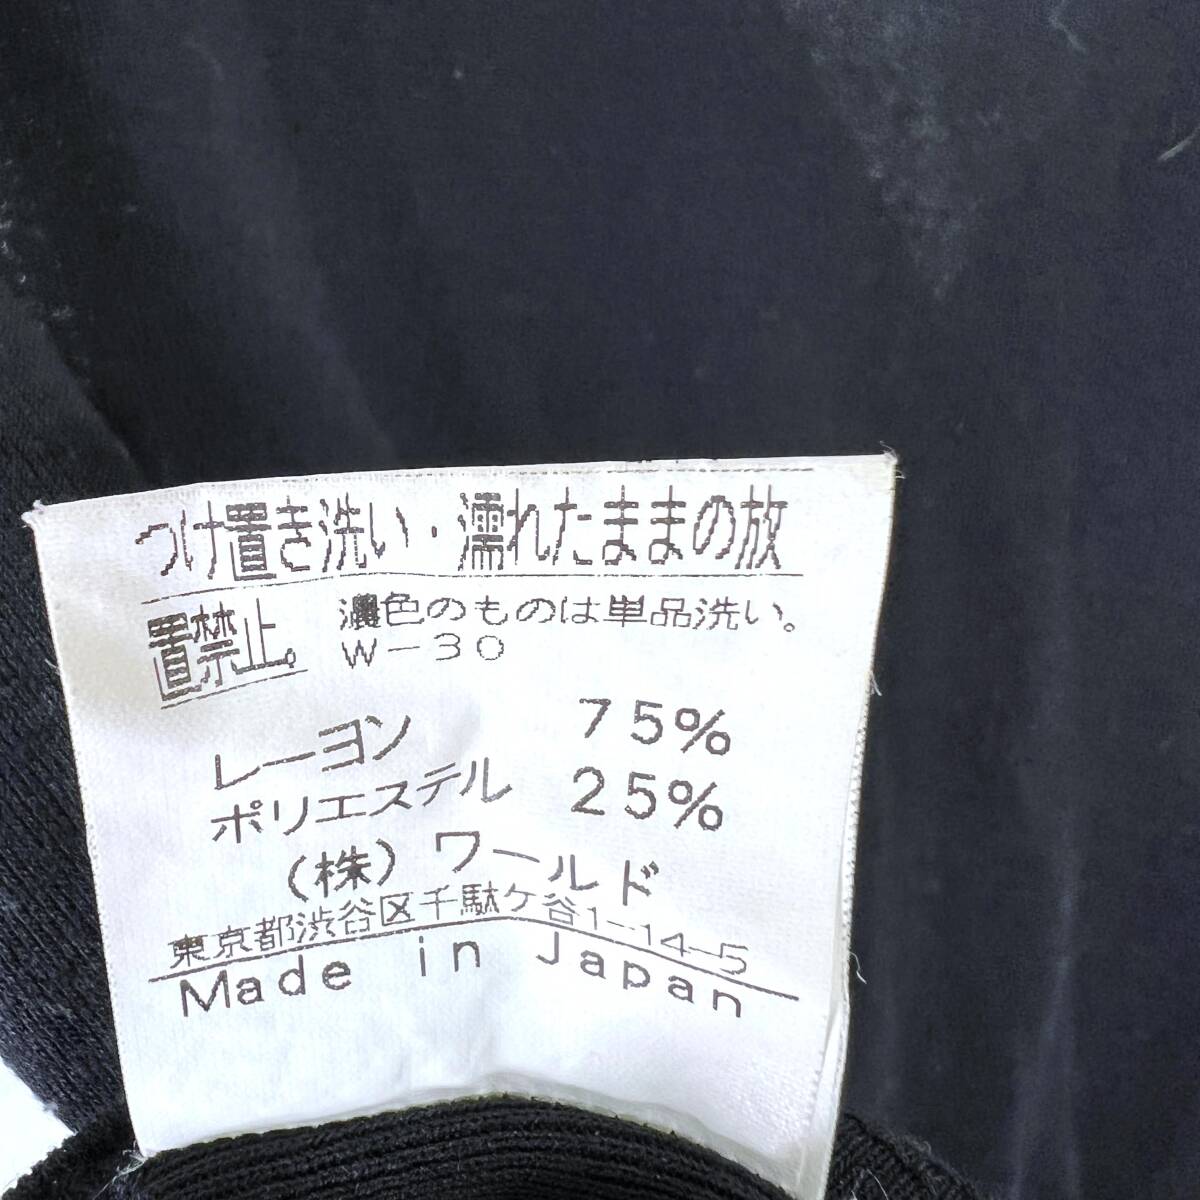 つけ置き洗い・濡れたままの放
置禁止。 濃色のものは単品洗い。
W-30
レーヨン 75%
ポリエステル 25%
(株) ワールド
東京都渋谷区千駄ケ谷1-14-5
Made in Japan